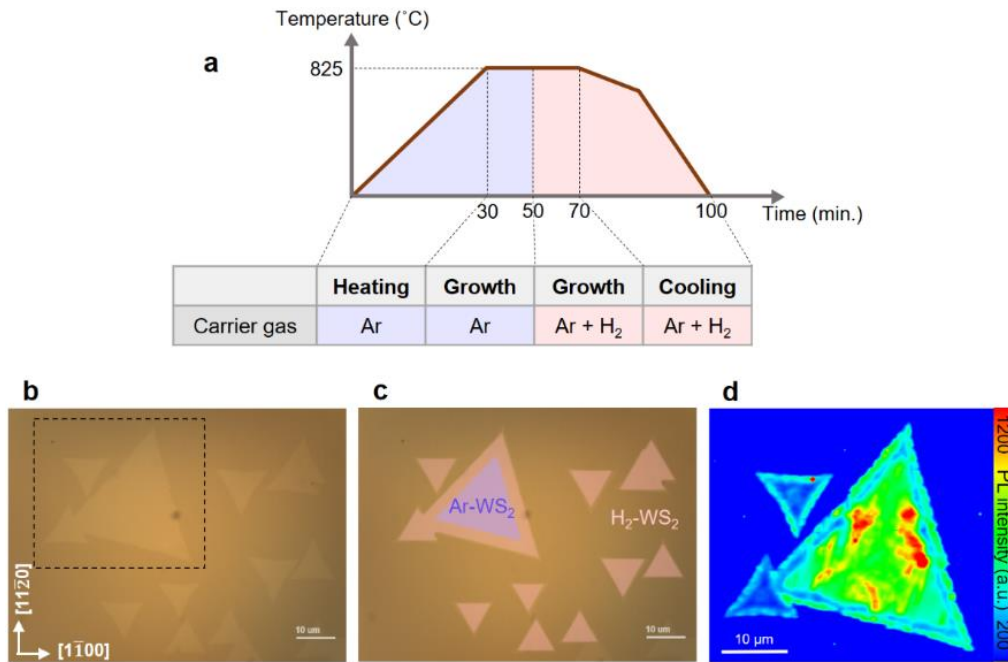 Temperature (˚C)
a
825
30 50 70 100
Time (min.)
Heating Growth Growth Cooling
Carrier gas Ar Ar Ar + H₂ Ar + H₂
b c d
Ar-WS₂
H₂-WS₂
[112̅0]
[11̅00]
10 um
10 um
10 µm
1200 PL intensity (a.u.) 200